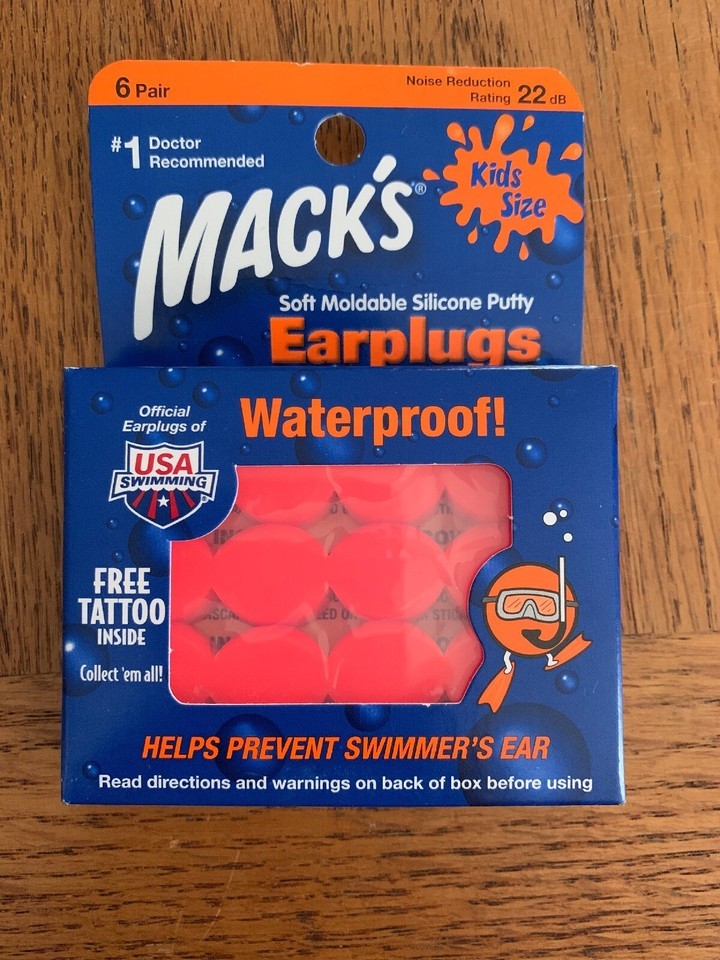 6 Pair
Noise Reduction
Rating 22 dB
#1 Doctor
Recommended
MACK'S®
Kids
Size
Soft Moldable Silicone Putty
Earplugs
Official
Earplugs of
USA
SWIMMING®
Waterproof!
FREE
TATTOO
INSIDE
Collect 'em all!
HELPS PREVENT SWIMMER'S EAR
Read directions and warnings on back of box before using